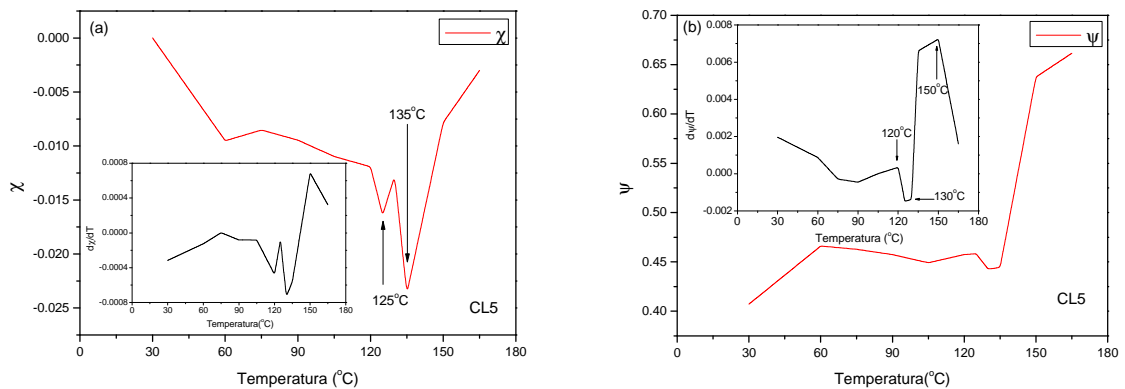 (a)
χ
0.000
-0.005
-0.010
-0.015
-0.020
-0.025
χ
135°C
125°C
CL5
0 30 60 90 120 150 180
Temperatura (°C)
0.0008
0.0004
0.0000
-0.0004
-0.0008
dχ/dT
0 30 60 90 120 150 180
Temperatura(°C)
(b)
ψ
0.70
0.65
0.60
0.55
0.50
0.45
0.40
ψ
CL5
0 30 60 90 120 150 180
Temperatura(°C)
0.008
0.006
0.004
0.002
0.000
-0.002
dψ/dT
150°C
120°C
130°C
0 30 60 90 120 150 180
Temperatura (°C)